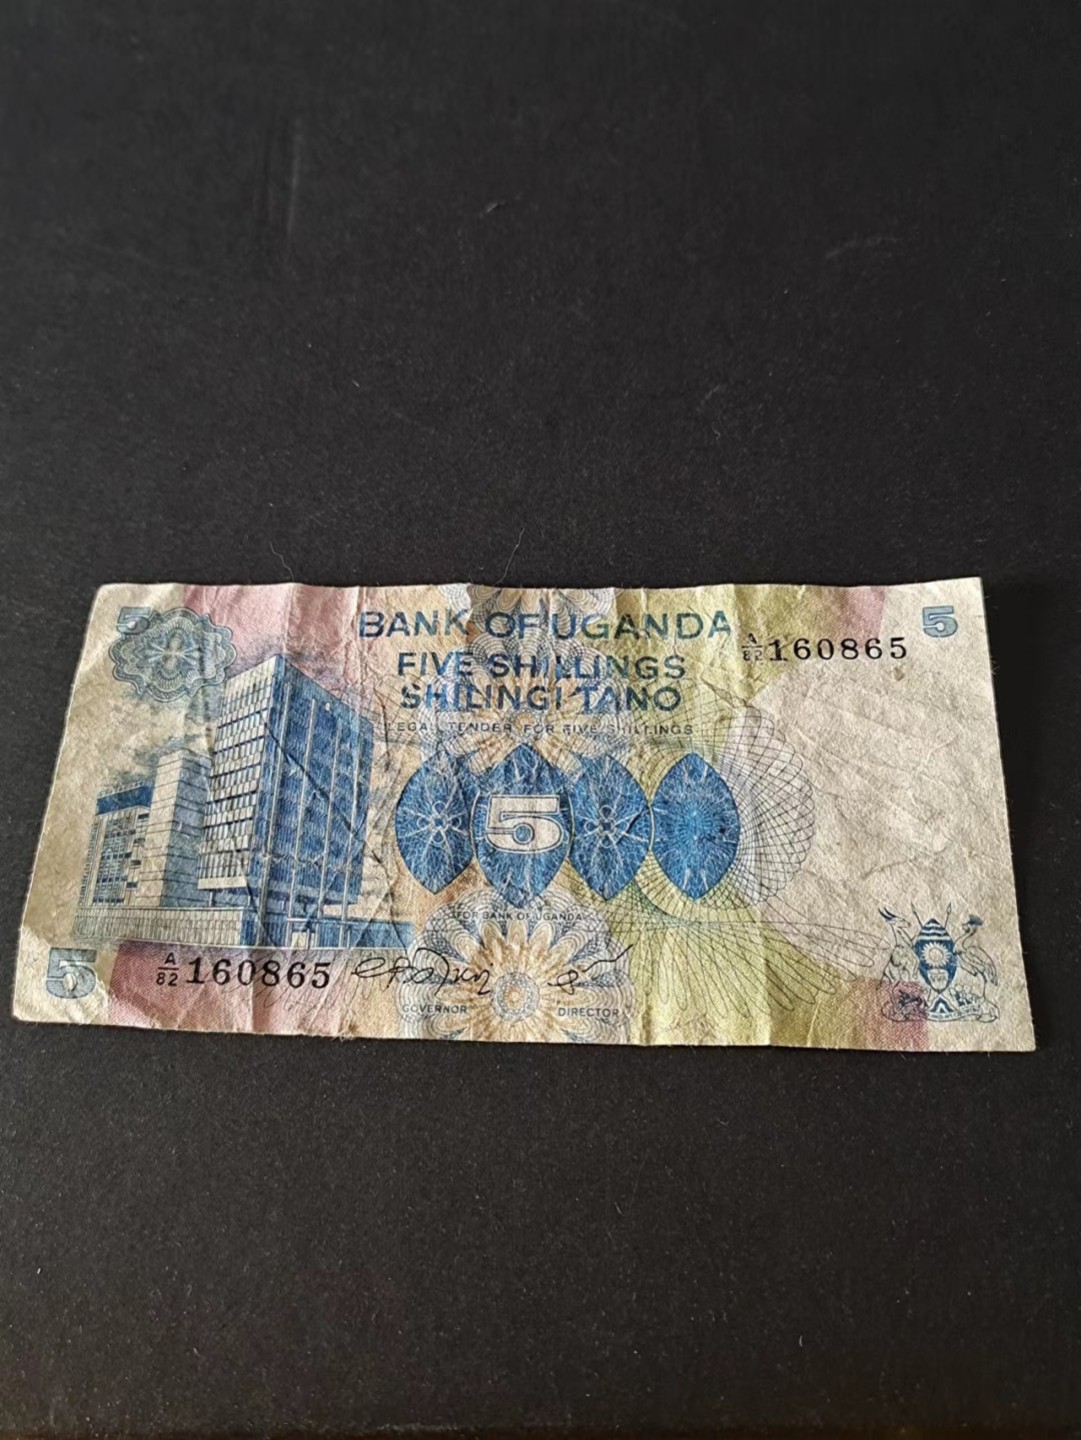 5
BANK OF UGANDA
5
FIVE SHILLINGS
A/82 160865
SHILINGI TANO
LEGAL TENDER FOR FIVE SHILLINGS
5
FOR BANK OF UGANDA
5
A/82 160865
GOVERNOR
DIRECTOR